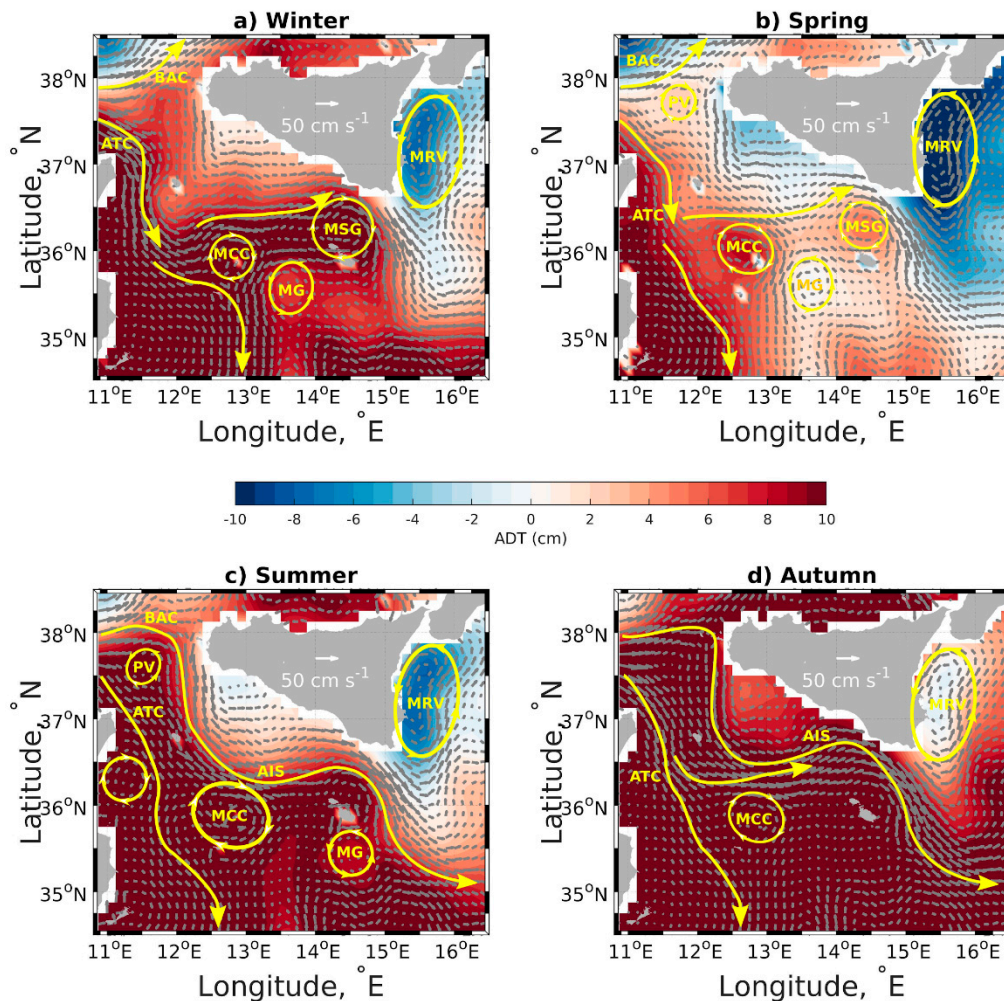 a) Winter
b) Spring
38°N
37°N
36°N
35°N
Latitude, °N
BAC
ATC
50 cm s-1
MRV
MCC
MSG
MG
11°E 12°E 13°E 14°E 15°E 16°E
Longitude, °E
38°N
37°N
36°N
35°N
Latitude, °N
BAC
PV
50 cm s-1
MRV
ATC
MSG
MCC
MG
11°E 12°E 13°E 14°E 15°E 16°E
Longitude, °E
-10 -8 -6 -4 -2 0 2 4 6 8 10
ADT (cm)
c) Summer
d) Autumn
38°N
37°N
36°N
35°N
Latitude, °N
BAC
PV
50 cm s-1
ATC
MRV
AIS
MCC
MG
11°E 12°E 13°E 14°E 15°E 16°E
Longitude, °E
38°N
37°N
36°N
35°N
Latitude, °N
50 cm s-1
MRV
AIS
ATC
MCC
11°E 12°E 13°E 14°E 15°E 16°E
Longitude, °E